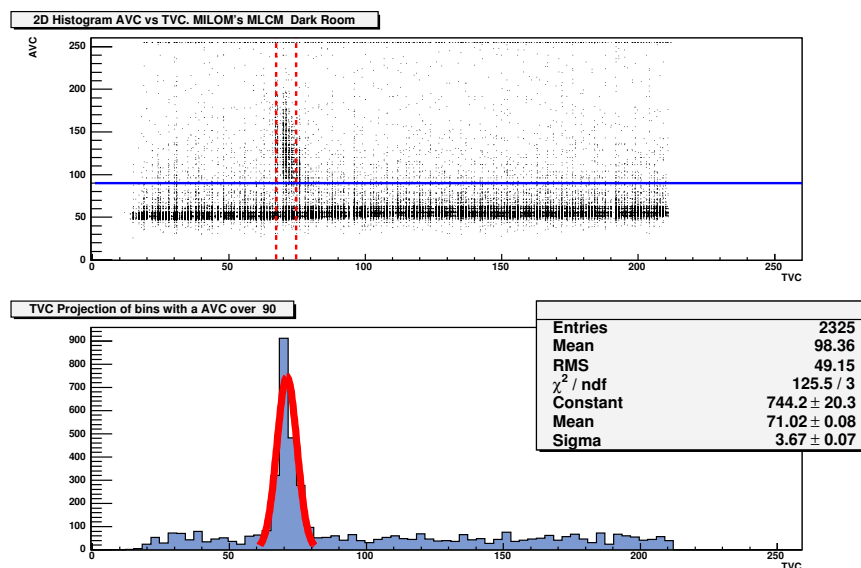 2D Histogram AVC vs TVC. MILOM's MLCM Dark Room
AVC
250
200
150
100
50
0
0 50 100 150 200 250
TVC
TVC Projection of bins with a AVC over 90
Entries 2325
Mean 98.36
RMS 49.15
χ² / ndf 125.5 / 3
Constant 744.2 ± 20.3
Mean 71.02 ± 0.08
Sigma 3.67 ± 0.07
900
800
700
600
500
400
300
200
100
0
0 50 100 150 200 250
TVC